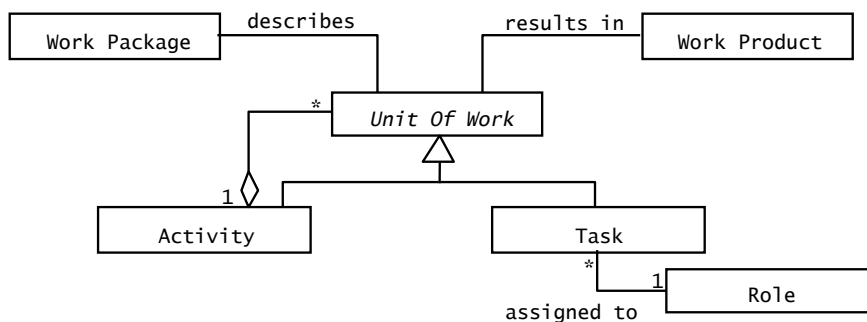 describes
results in
Work Package
Work Product
*
Unit Of Work
1
Activity
Task
*
1
Role
assigned to